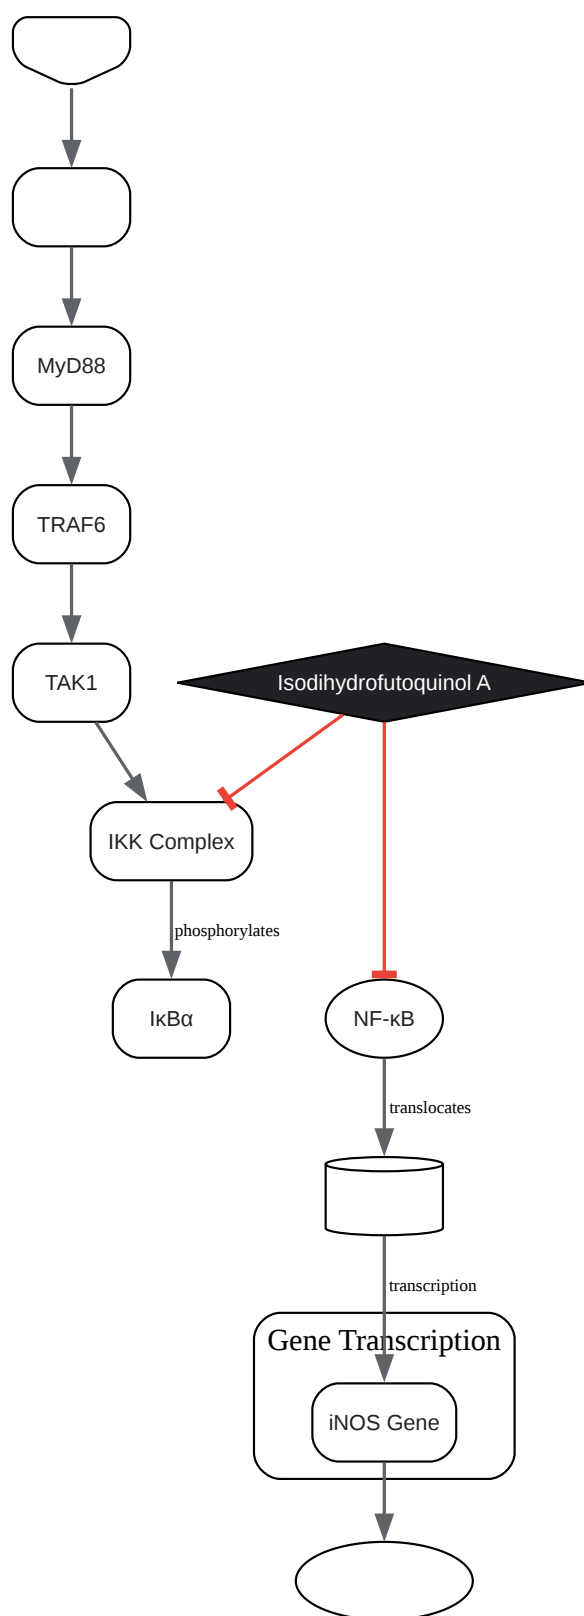 MyD88
TRAF6
TAK1
Isodihydrofutoquinol A
IKK Complex
phosphorylates
IκBα
NF-κB
translocates
transcription
Gene Transcription
iNOS Gene